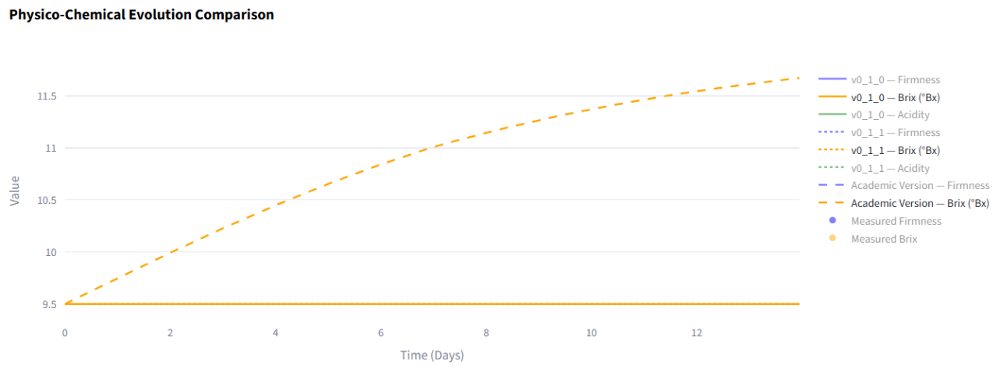 Physico-Chemical Evolution Comparison
Value
11.5
11
10.5
10
9.5
0 2 4 6 8 10 12
Time (Days)
v0_1_0 — Firmness
v0_1_0 — Brix (°Bx)
v0_1_0 — Acidity
v0_1_1 — Firmness
v0_1_1 — Brix (°Bx)
v0_1_1 — Acidity
Academic Version — Firmness
Academic Version — Brix (°Bx)
Measured Firmness
Measured Brix